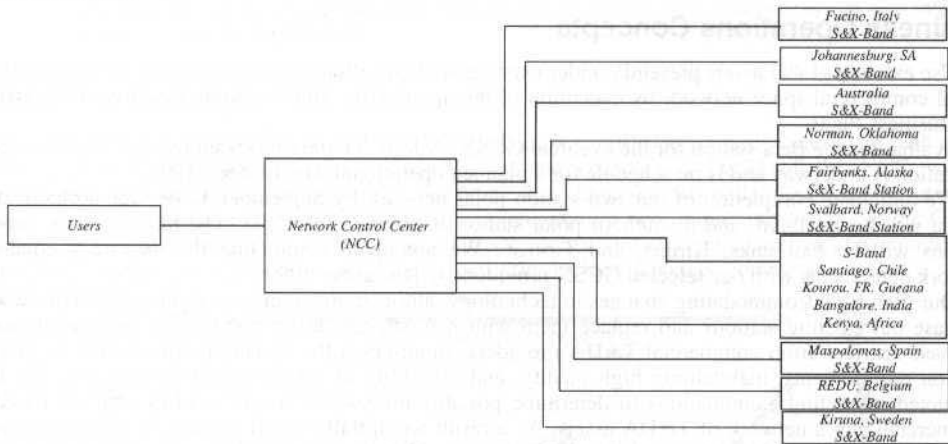 Fucino, Italy
S&X-Band
Johannesburg, SA
S&X-Band
Australia
S&X-Band
Norman, Oklahoma
S&X-Band
Fairbanks, Alaska
S&X-Band Station
Svalbard, Norway
S&X-Band Station
Users
Network Control Center
(NCC)
S-Band
Santiago, Chile
Kourou, FR. Gueana
Bangalore, India
Kenya, Africa
Maspalomas, Spain
S&X-Band
REDU, Belgium
S&X-Band
Kiruna, Sweden
S&X-Band